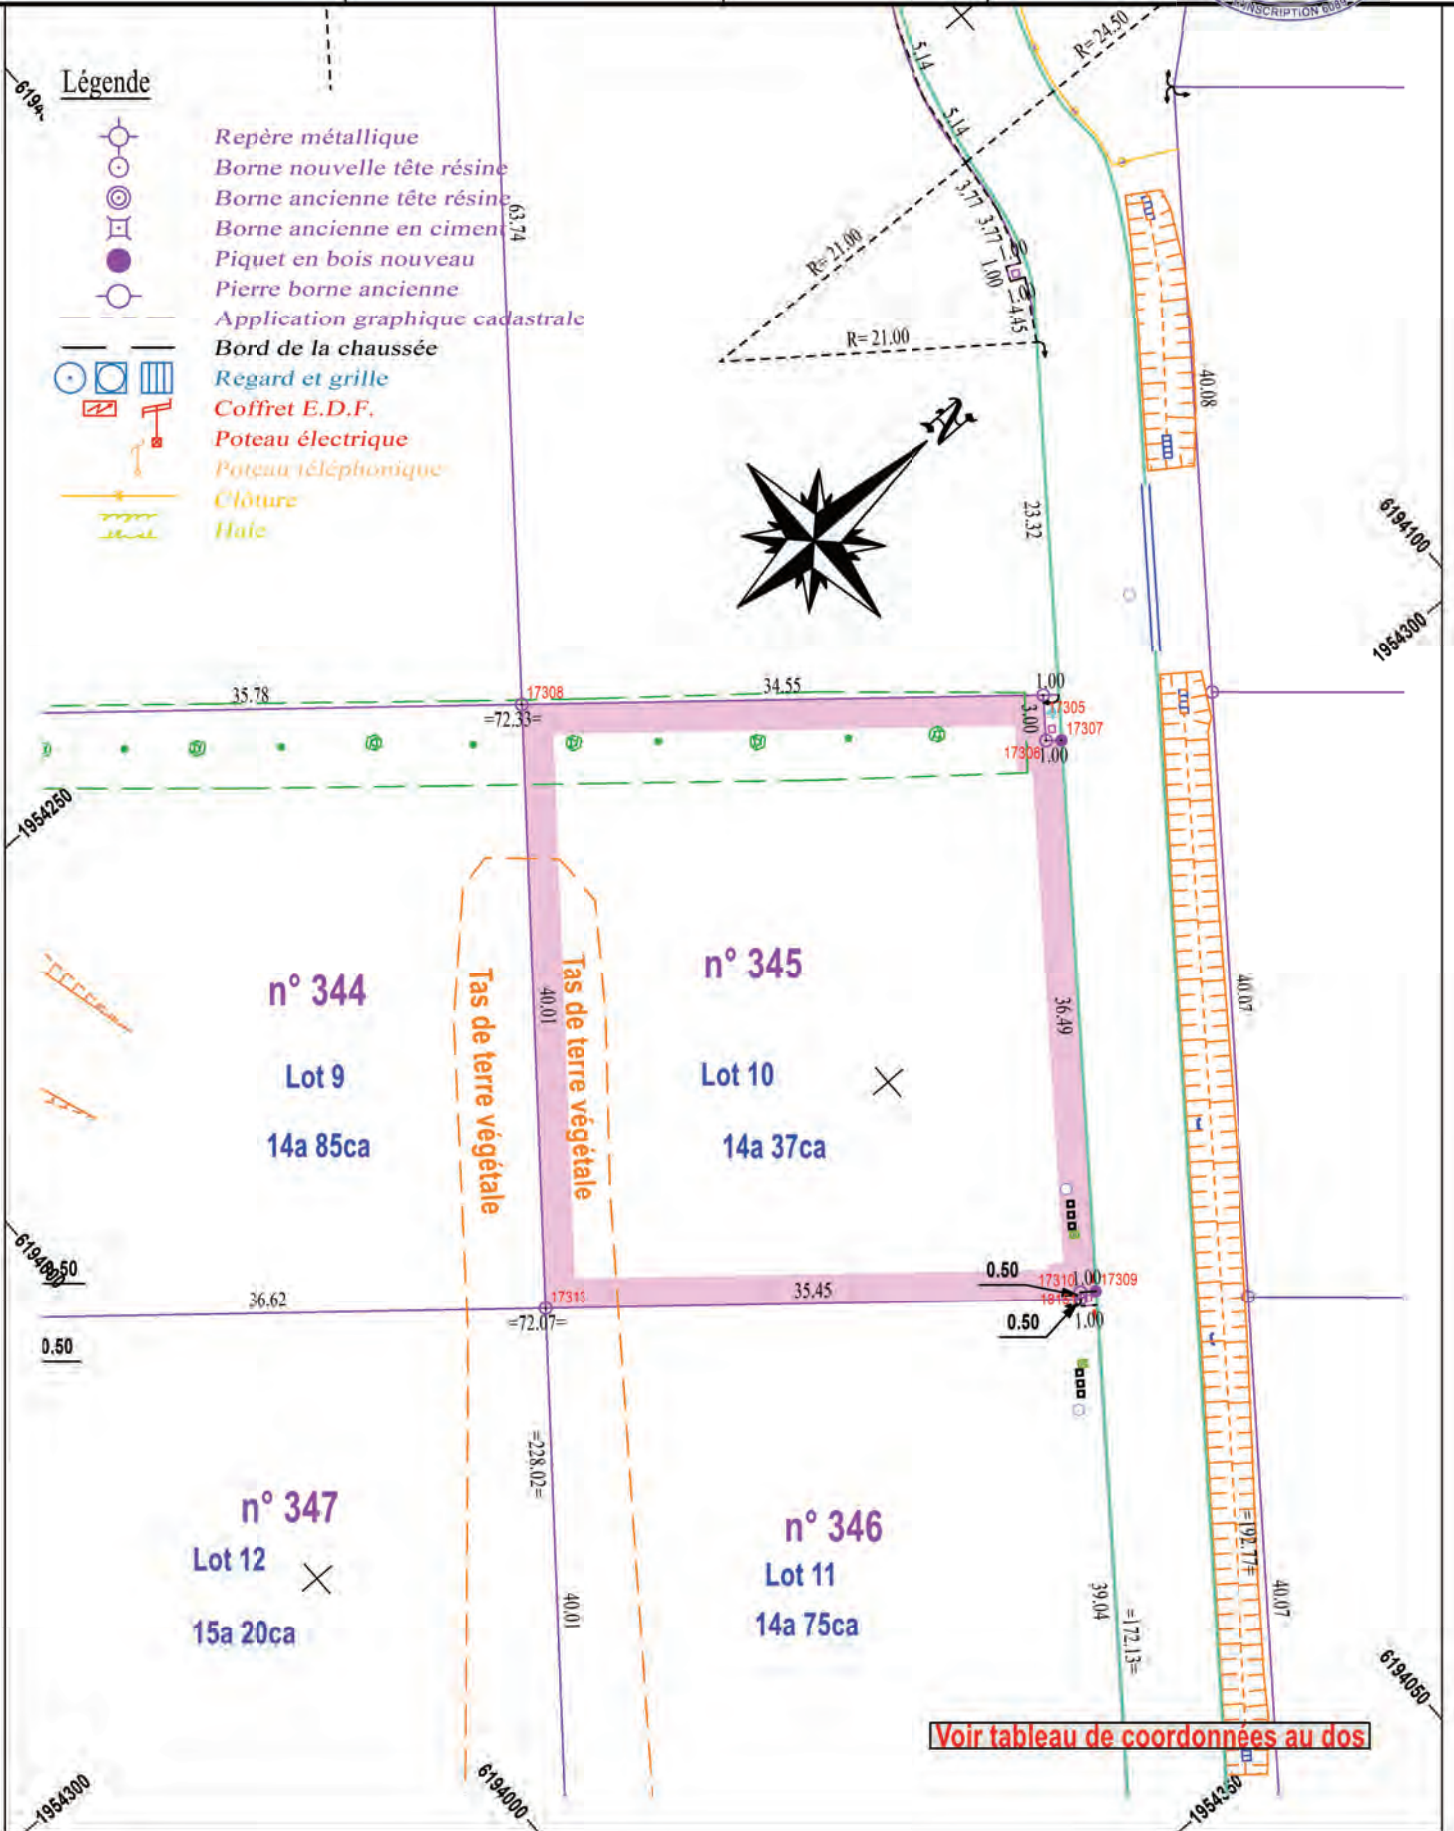 INSCRIPTION
Légende
Repère métallique
Borne nouvelle tête résine
Borne ancienne tête résine
Borne ancienne en ciment
Piquet en bois nouveau
Pierre borne ancienne
Application graphique cadastrale
Bord de la chaussée
Regard et grille
Coffret E.D.F.
Poteau électrique
Poteau téléphonique
Clôture
Haie
63.74
5.14
5.14
3.77
3.77
1.00
1.00
4.45
R= 24.50
R= 21.00
R= 21.00
N
23.32
40.08
6194100
1954300
35.78
17308
=72.33=
34.55
1.00
17305
3.00
17307
17306
1.00
1954250
n° 344
Lot 9
14a 85ca
Tas de terre végétale
40.01
Tas de terre végétale
n° 345
Lot 10
14a 37ca
36.49
40.07
0.50
36.62
0.50
=72.07=
35.45
0.50
17310
1.00
17309
0.50
1.00
=228.02=
n° 347
Lot 12
15a 20ca
40.01
n° 346
Lot 11
14a 75ca
39.04
=172.13=
=192.77=
40.07
6194050
Voir tableau de coordonnées au dos
1954300
6194000
1954350